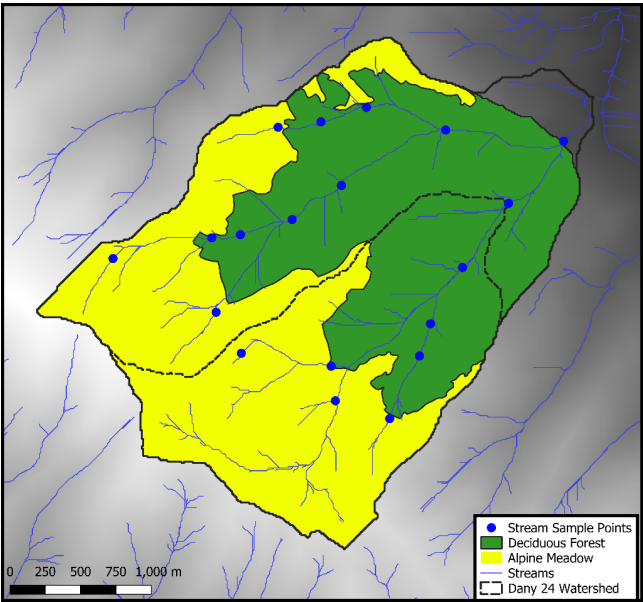 Stream Sample Points
Deciduous Forest
Alpine Meadow
Streams
Dany 24 Watershed
0 250 500 750 1,000 m